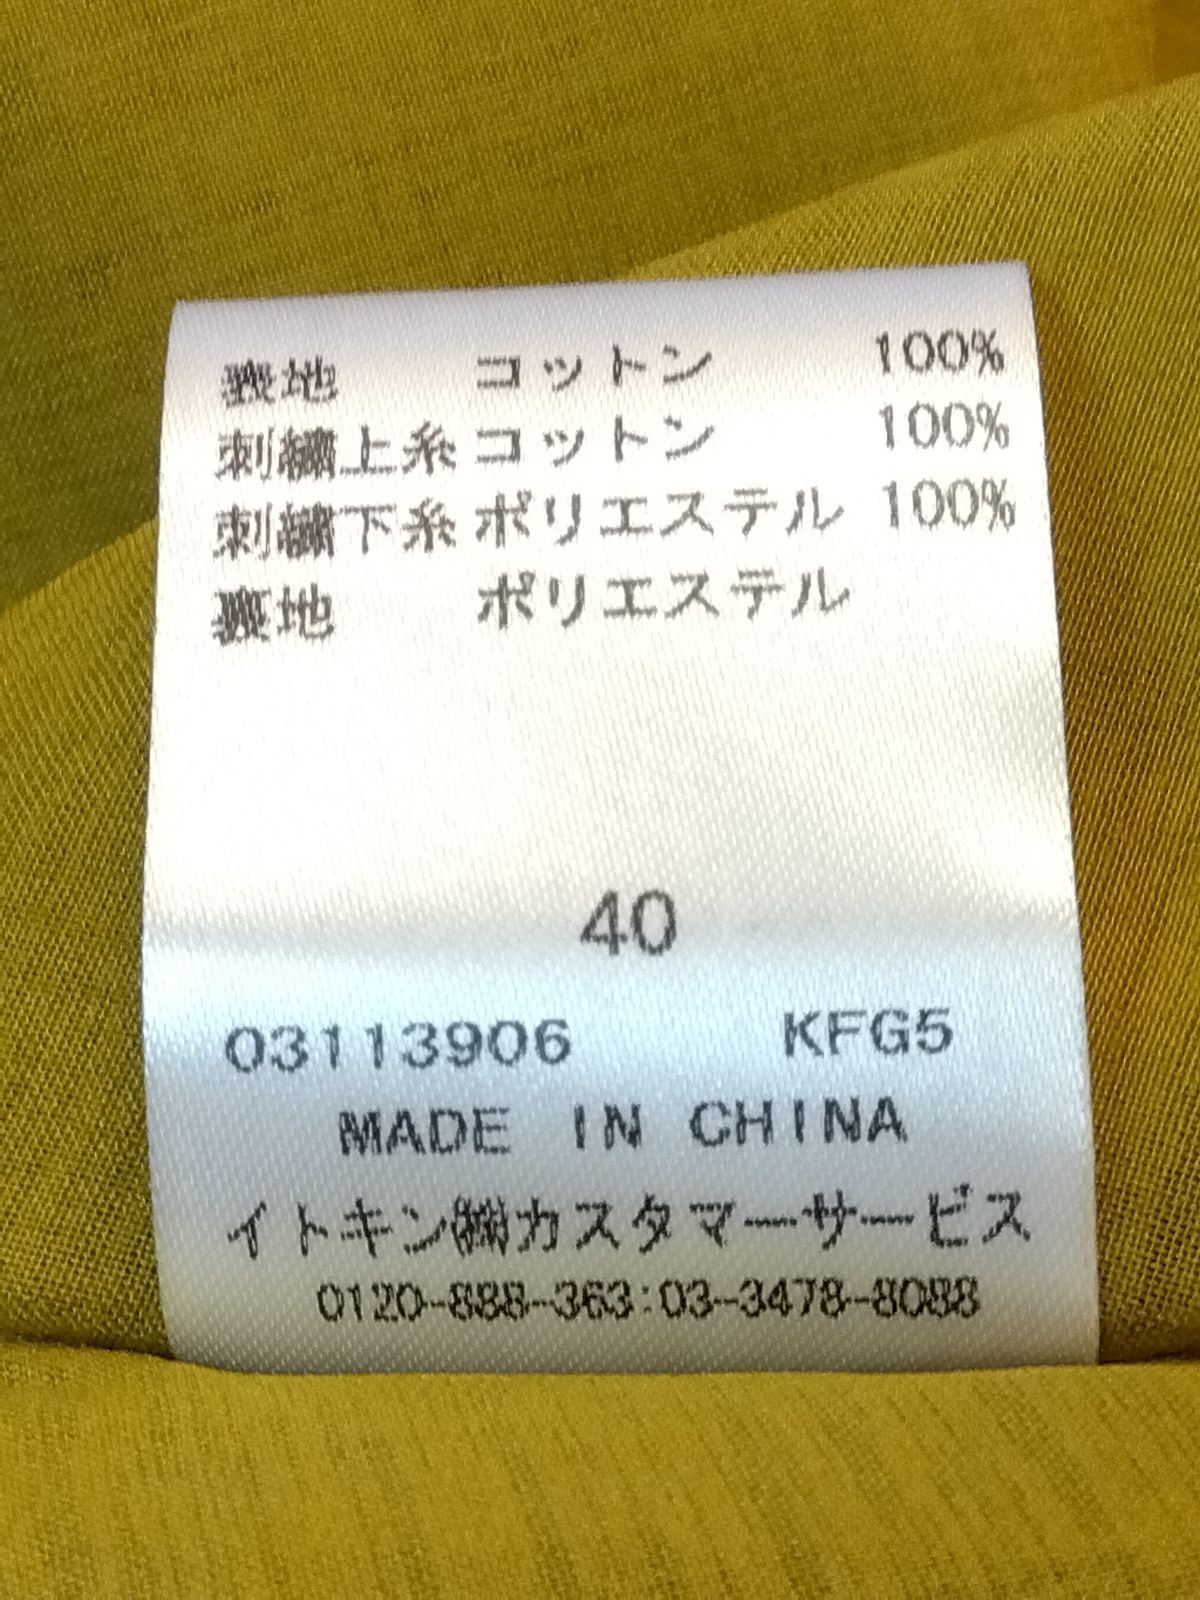 表地 コットン 100%
刺繍上糸 コットン 100%
刺繍下糸 ポリエステル 100%
裏地 ポリエステル
40
03113906 KFG5
MADE IN CHINA
イトキン㈱カスタマーサービス
0120-888-363:03-3478-8088